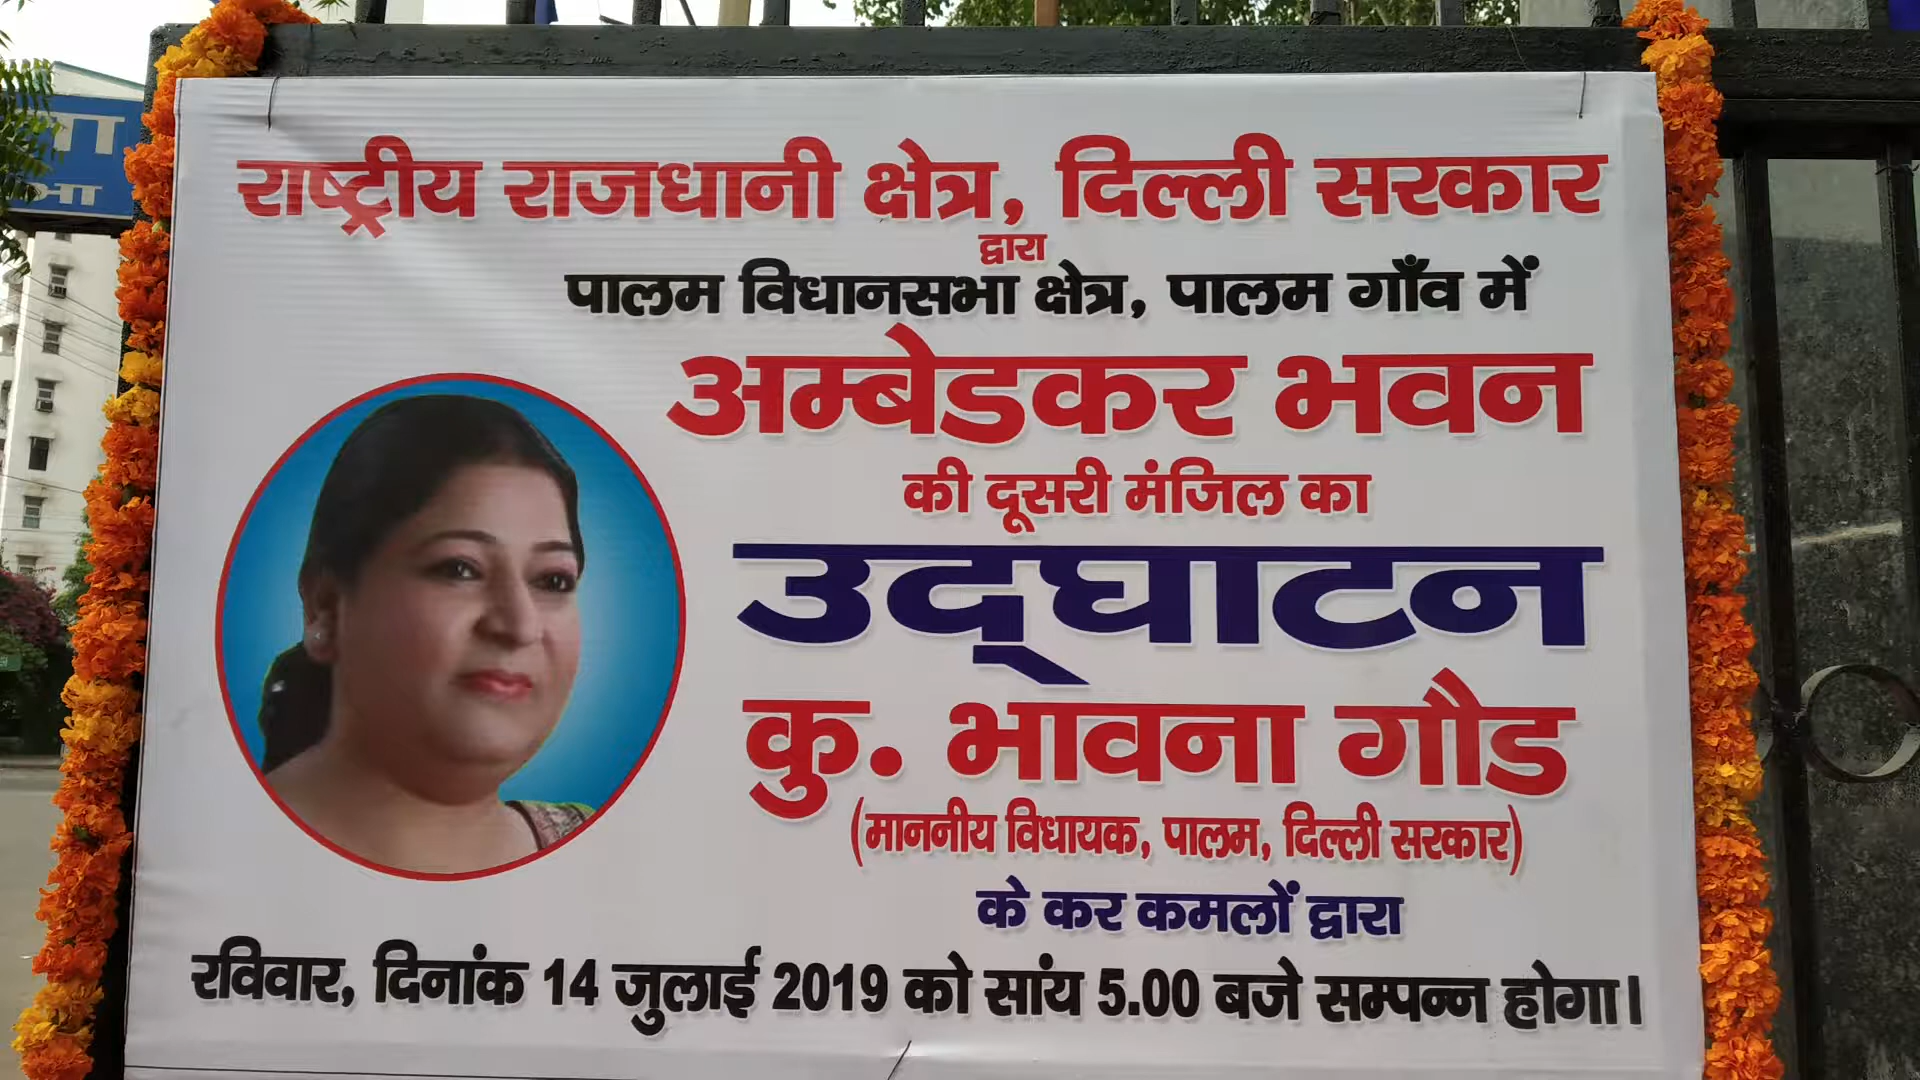 राष्ट्रीय राजधानी क्षेत्र, दिल्ली सरकार
द्वारा
पालम विधानसभा क्षेत्र, पालम गाँव में
अम्बेडकर भवन
की दूसरी मंजिल का
उद्‌घाटन
कु. भावना गौड
(माननीय विधायक, पालम, दिल्ली सरकार)
के कर कमलों द्वारा
रविवार, दिनांक 14 जुलाई 2019 को सांय 5.00 बजे सम्पन्न होगा।